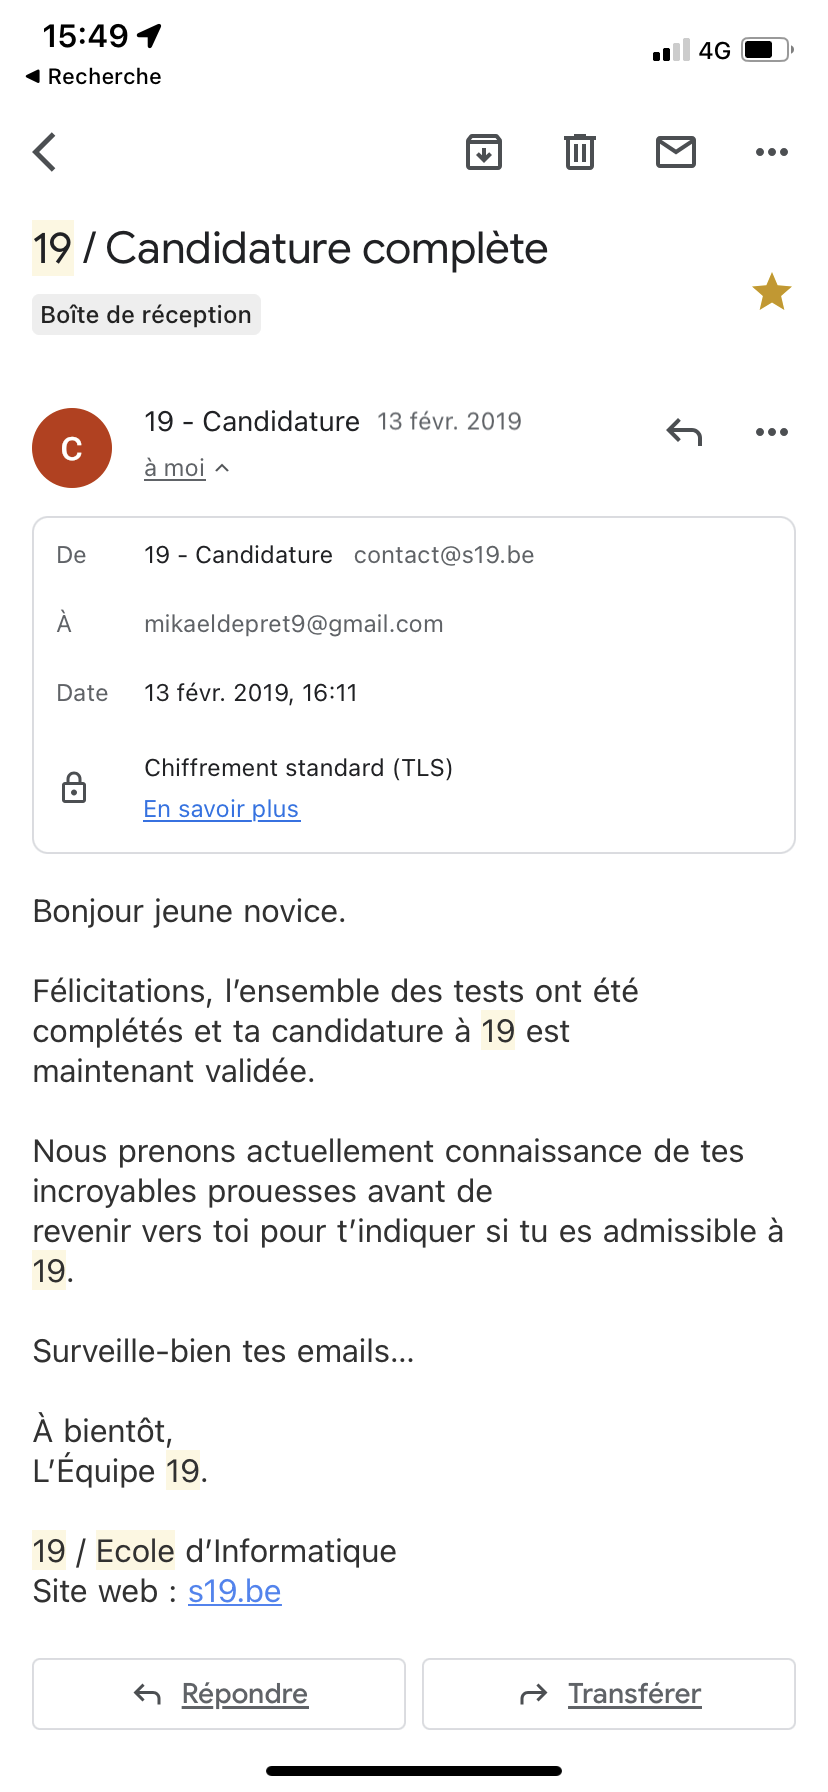 15:49
◀ Recherche
4G
19 / Candidature complète
Boîte de réception
C
19 - Candidature 13 févr. 2019
à moi
De 19 - Candidature contact@s19.be
À mikaeldepret9@gmail.com
Date 13 févr. 2019, 16:11
Chiffrement standard (TLS)
En savoir plus
Bonjour jeune novice.
Félicitations, l’ensemble des tests ont été
complétés et ta candidature à 19 est
maintenant validée.
Nous prenons actuellement connaissance de tes
incroyables prouesses avant de
revenir vers toi pour t’indiquer si tu es admissible à
19.
Surveille-bien tes emails...
À bientôt,
L’Équipe 19.
19 / Ecole d’Informatique
Site web : s19.be
Répondre
Transférer